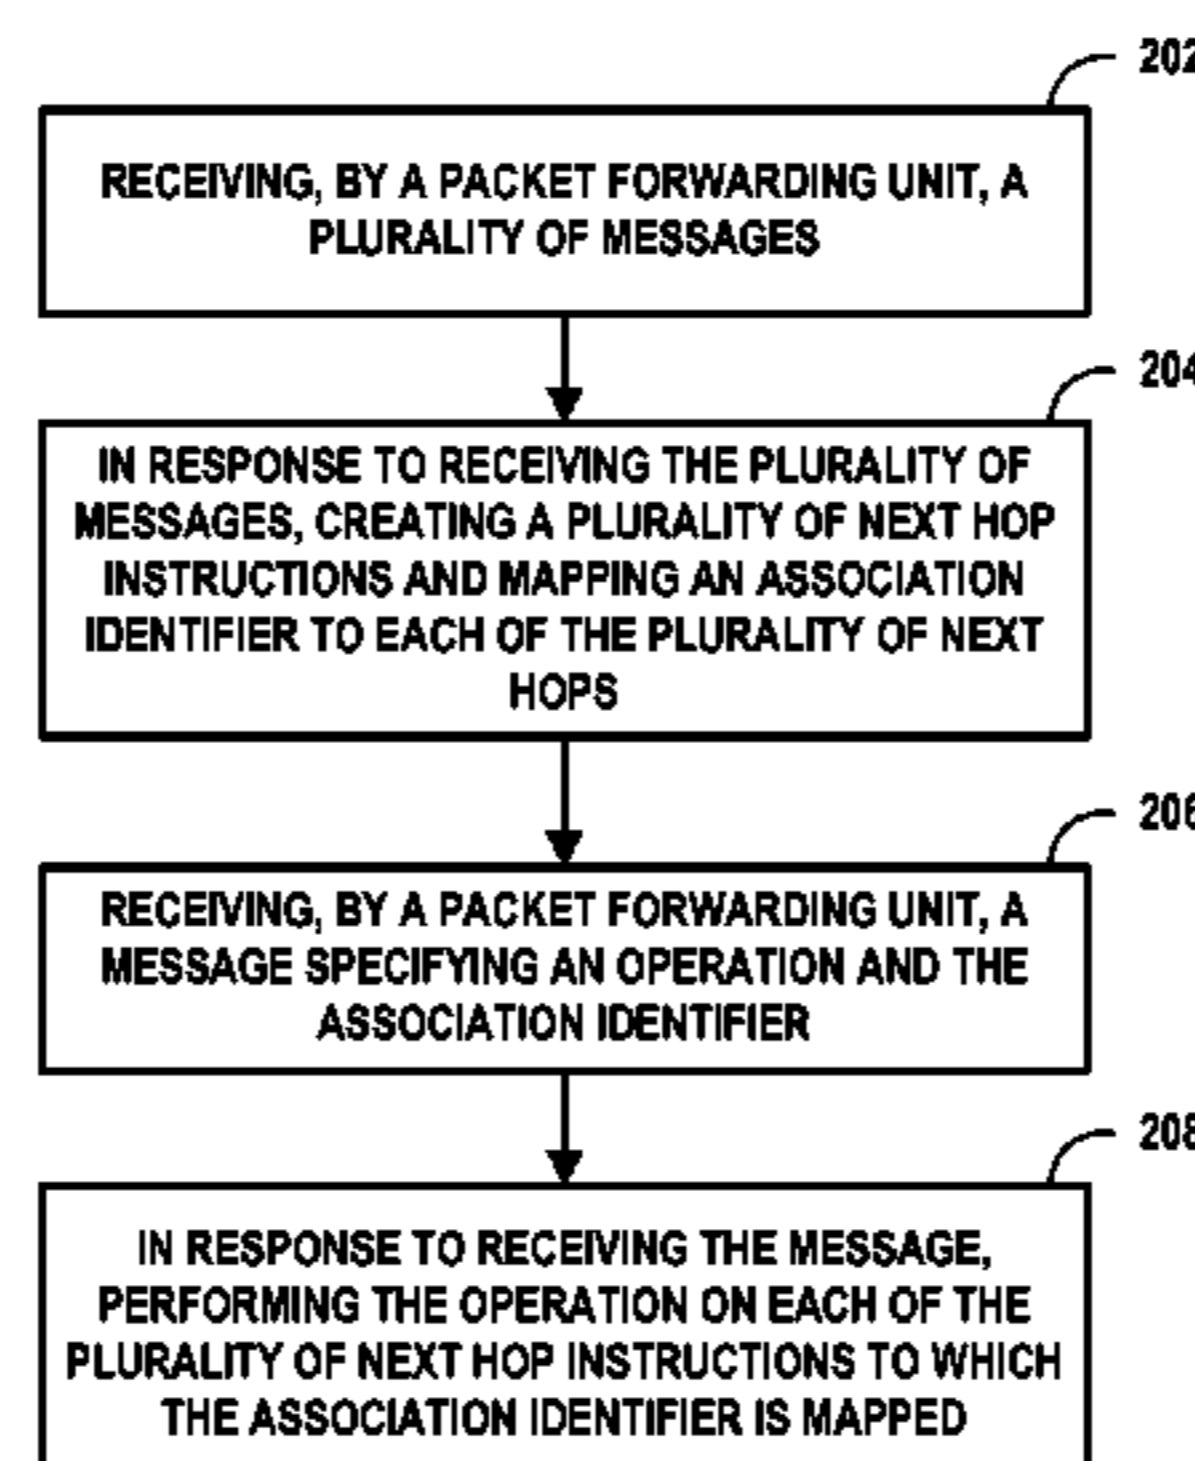 202
RECEIVING, BY A PACKET FORWARDING UNIT, A
PLURALITY OF MESSAGES
204
IN RESPONSE TO RECEIVING THE PLURALITY OF
MESSAGES, CREATING A PLURALITY OF NEXT HOP
INSTRUCTIONS AND MAPPING AN ASSOCIATION
IDENTIFIER TO EACH OF THE PLURALITY OF NEXT
HOPS
206
RECEIVING, BY A PACKET FORWARDING UNIT, A
MESSAGE SPECIFYING AN OPERATION AND THE
ASSOCIATION IDENTIFIER
208
IN RESPONSE TO RECEIVING THE MESSAGE,
PERFORMING THE OPERATION ON EACH OF THE
PLURALITY OF NEXT HOP INSTRUCTIONS TO WHICH
THE ASSOCIATION IDENTIFIER IS MAPPED